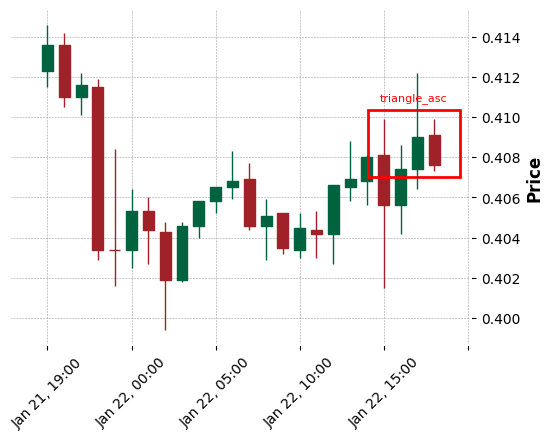 triangle_asc
0.414
0.412
0.410
0.408
0.406
0.404
0.402
0.400
Price
Jan 21, 19:00
Jan 22, 00:00
Jan 22, 05:00
Jan 22, 10:00
Jan 22, 15:00